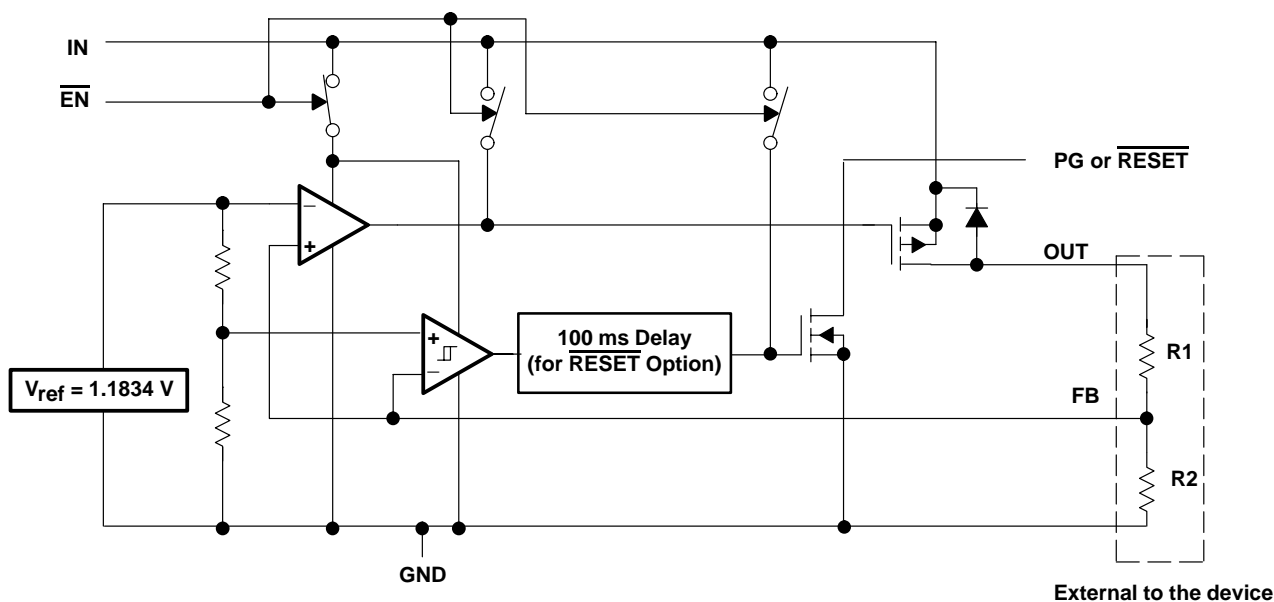 IN
EN
PG or RESET
OUT
−
+
+
−
100 ms Delay
(for RESET Option)
R1
Vref = 1.1834 V
FB
R2
GND
External to the device